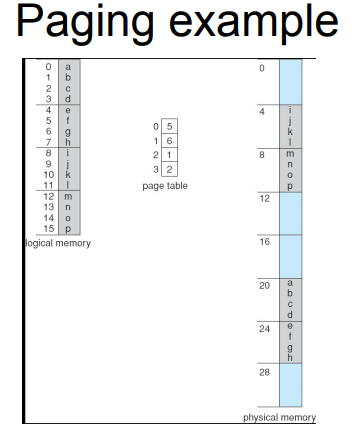 Paging example
0 a
1 b
2 c
3 d
4 e
5 f
6 g
7 h
8 i
9 j
10 k
11 l
12 m
13 n
14 o
15 p
logical memory
0 5
1 6
2 1
3 2
page table
0
4 i
j
k
l
8 m
n
o
p
12
16
20 a
b
c
d
24 e
f
g
h
28
physical memory